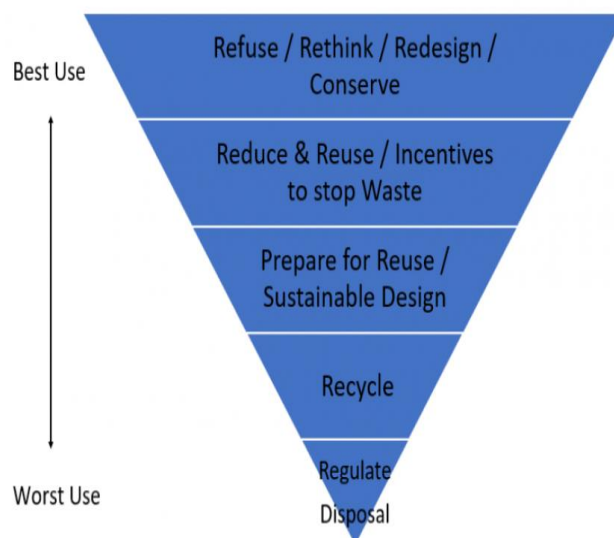 Best Use
Refuse / Rethink / Redesign /
Conserve
Reduce & Reuse / Incentives
to stop Waste
Prepare for Reuse /
Sustainable Design
Recycle
Worst Use
Regulate
Disposal